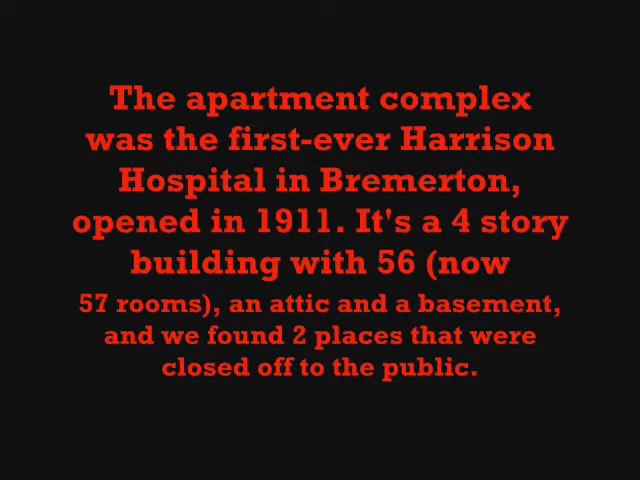 The apartment complex
was the first-ever Harrison
Hospital in Bremerton,
opened in 1911. It's a 4 story
building with 56 (now
57 rooms), an attic and a basement,
and we found 2 places that were
closed off to the public.